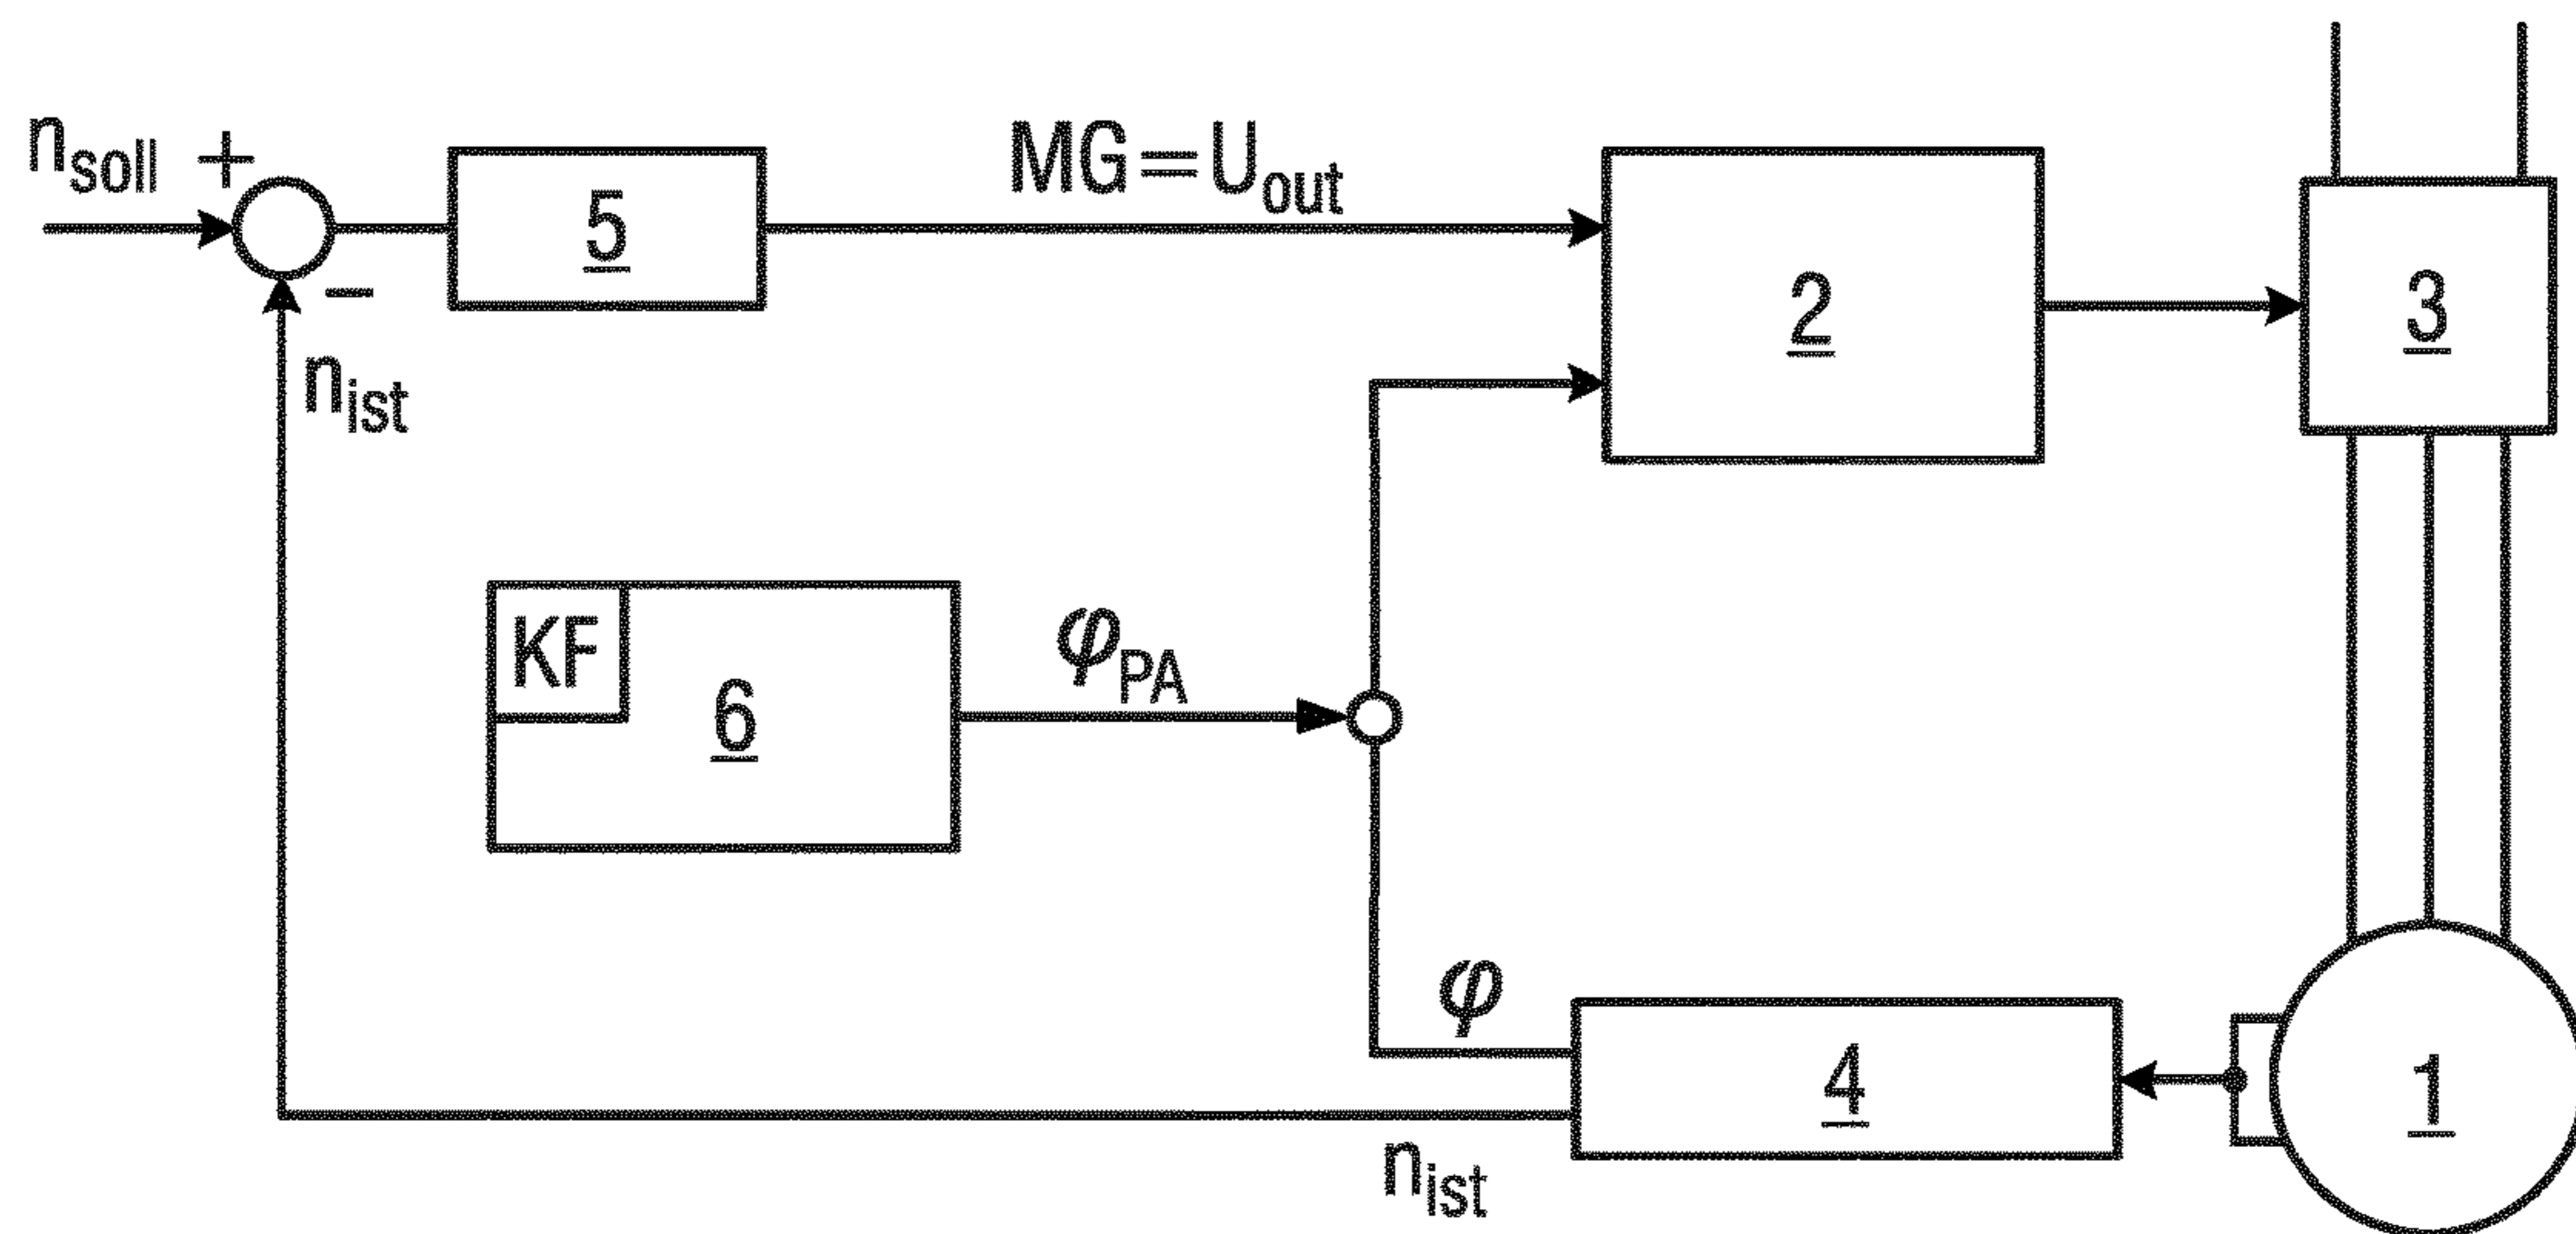 n_soll +
MG=U_out
5
2
3
−
n_ist
KF
6
φ_PA
φ
4
1
n_ist